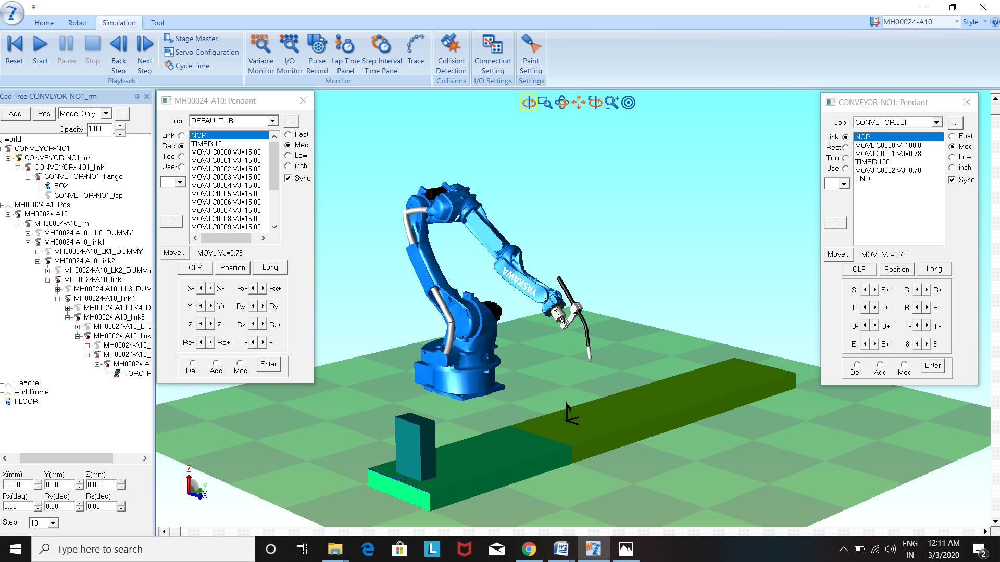 Home Robot Simulation Tool
MH00024-A10 Style
Reset Start Pause Stop Back Step Next Step
Stage Master
Servo Configuration
Cycle Time
Playback
Variable Monitor I/O Monitor Pulse Record Lap Time Panel Step Interval Time Panel Trace
Monitor
Collision Detection
Collisions
Connection Setting
I/O Settings
Paint Setting
Settings
Cad Tree CONVEYOR-NO1_rm
Add Pos Model Only !
Opacity: 1.00
world
CONVEYOR-NO1
CONVEYOR-NO1_rm
CONVEYOR-NO1_link1
CONVEYOR-NO1_flange
BOX
CONVEYOR-NO1_tcp
MH00024-A10Pos
MH00024-A10
MH00024-A10_rm
MH00024-A10_LK0_DUMMY
MH00024-A10_link1
MH00024-A10_LK1_DUMMY
MH00024-A10_link2
MH00024-A10_LK2_DUMMY
MH00024-A10_link3
MH00024-A10_LK3_DUM
MH00024-A10_link4
MH00024-A10_LK4_D
MH00024-A10_link5
MH00024-A10_LK5
MH00024-A10_link
MH00024-A10_
MH00024-A10_
MH00024-A
TORCH-
Teacher
worldframe
FLOOR
X(mm) Y(mm) Z(mm)
0.000 0.000 0.000
Rx(deg) Ry(deg) Rz(deg)
0.00 0.00 0.00
Step: 10
MH00024-A10: Pendant
Job: DEFAULT.JBI ...
Link
Rect
Tool
User
NOP
TIMER 10
MOVJ C0000 VJ=15.00
MOVJ C0001 VJ=15.00
MOVJ C0002 VJ=15.00
MOVJ C0003 VJ=15.00
MOVJ C0004 VJ=15.00
MOVJ C0005 VJ=15.00
MOVJ C0006 VJ=15.00
MOVJ C0007 VJ=15.00
MOVJ C0008 VJ=15.00
MOVJ C0009 VJ=15.00
Fast
Med
Low
inch
Sync
!
Move... MOVJ VJ=0.78
OLP Position Long
X- X+ Rx- Rx+
Y- Y+ Ry- Ry+
Z- Z+ Rz- Rz+
Re- Re+ - +
Del Add Mod Enter
YASKAWA
Z
Y
X
CONVEYOR-NO1: Pendant
Job: CONVEYOR.JBI ...
Link
Rect
Tool
User
NOP
MOVL C0000 V=100.0
MOVJ C0001 VJ=0.78
TIMER 100
MOVJ C0002 VJ=0.78
END
Fast
Med
Low
inch
Sync
!
Move... MOVJ VJ=0.78
OLP Position Long
S- S+ R- R+
L- L+ B- B+
U- U+ T- T+
E- E+ 8- 8+
Del Add Mod Enter
Type here to search
ENG
IN
12:11 AM
3/3/2020
2